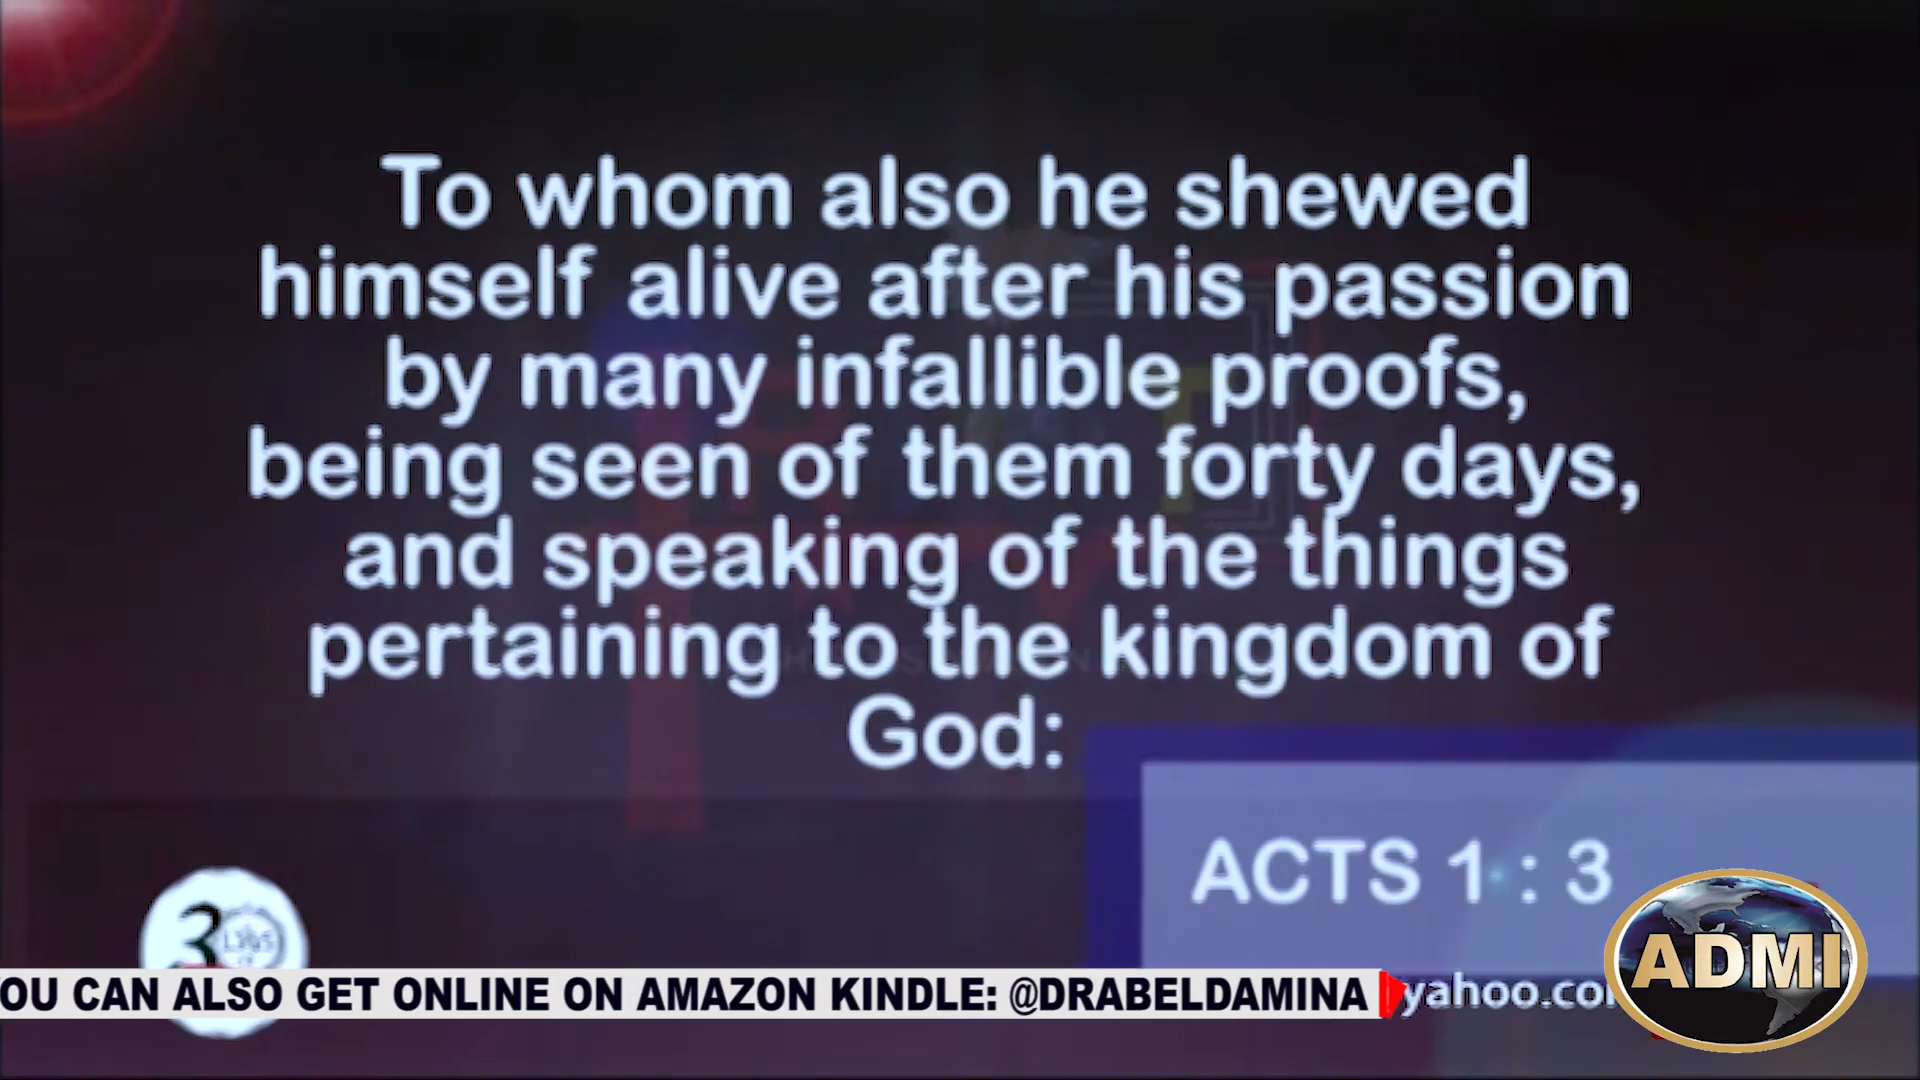 To whom also he shewed
himself alive after his passion
by many infallible proofs,
being seen of them forty days,
and speaking of the things
pertaining to the kingdom of
God:
ACTS 1 : 3
3
ADMI
OU CAN ALSO GET ONLINE ON AMAZON KINDLE: @DRABELDAMINA
yahoo.co